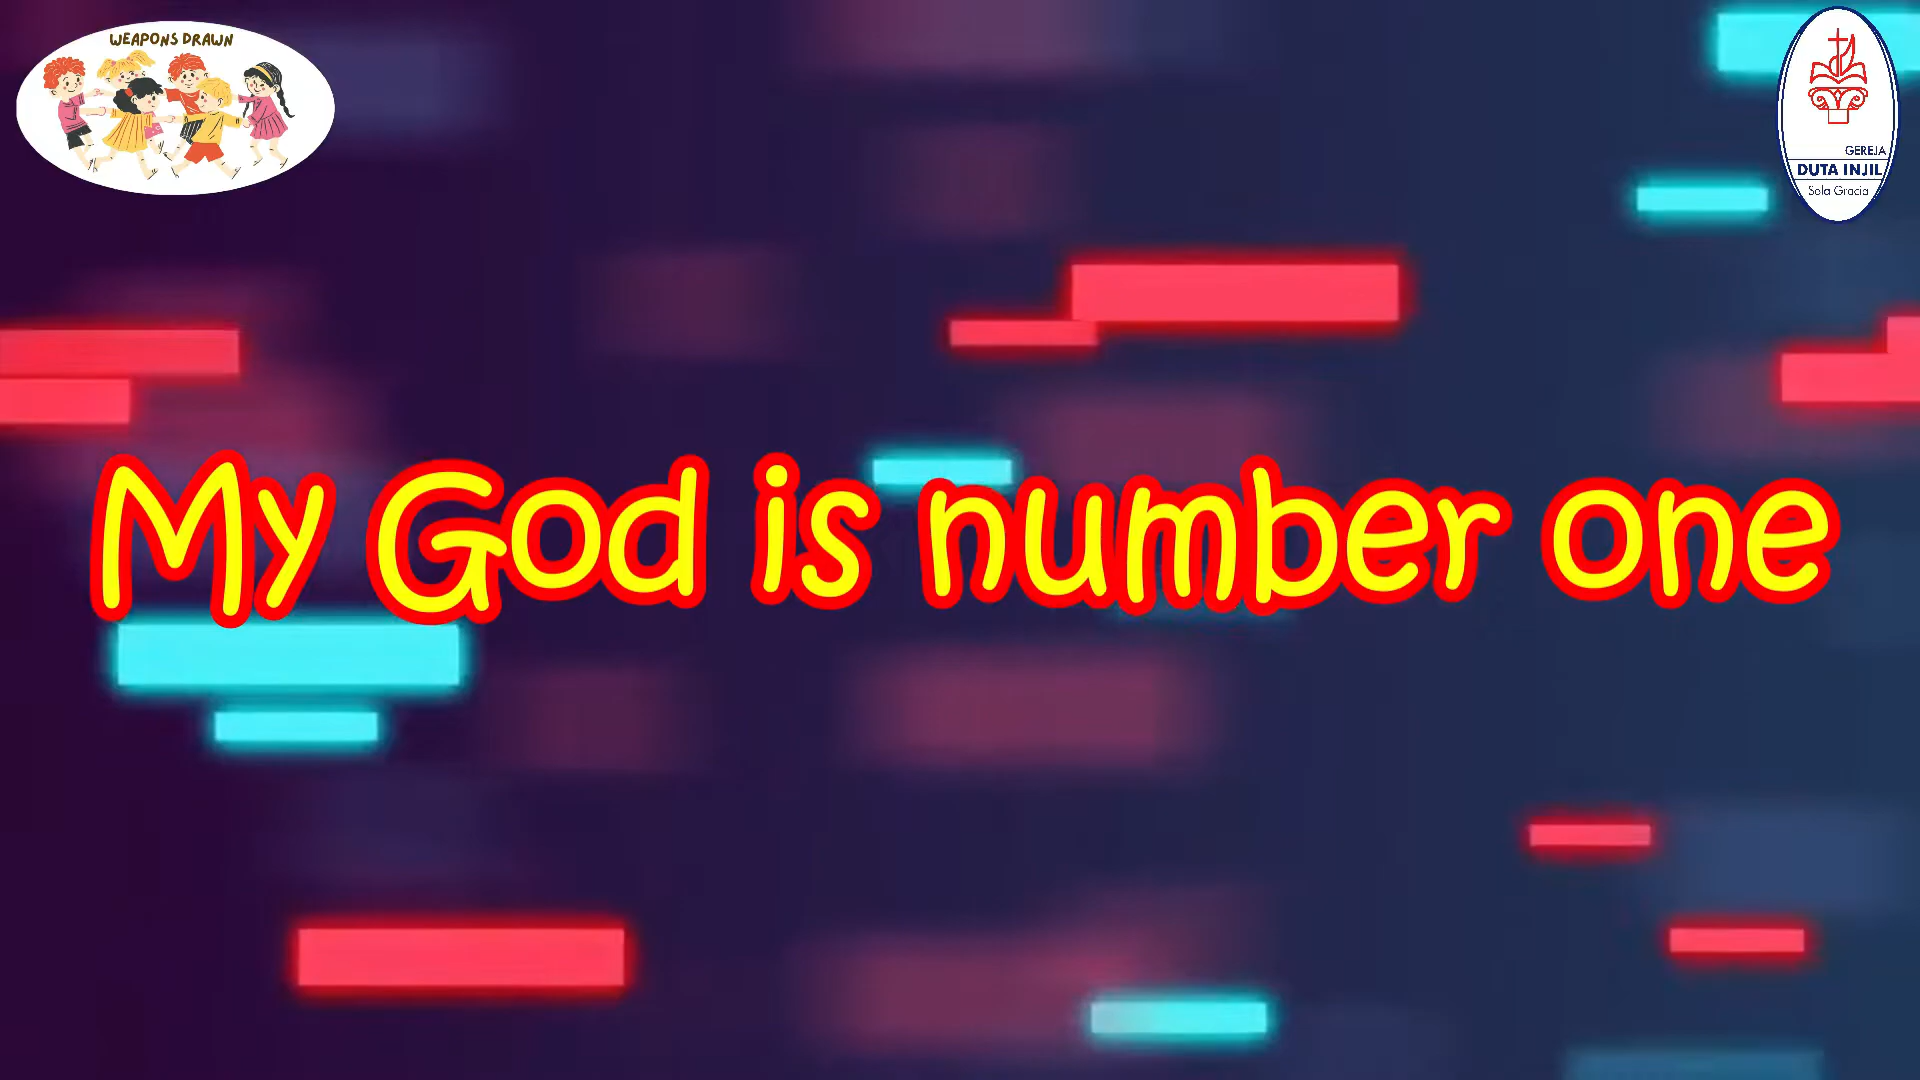 WEAPONS DRAWN
GEREJA
DUTA INJIL
Sola Gracia
My God is number one